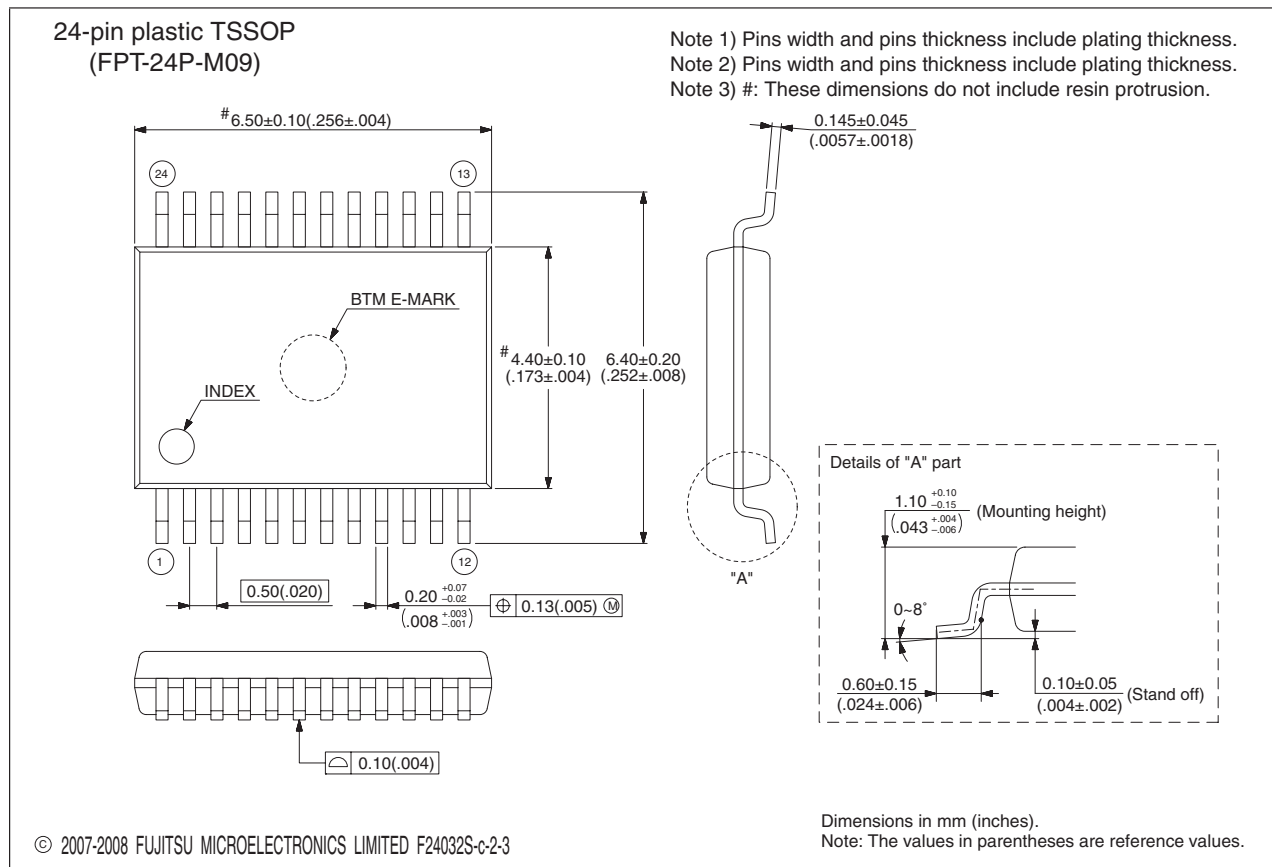 24-pin plastic TSSOP
(FPT-24P-M09)
Note 1) Pins width and pins thickness include plating thickness.
Note 2) Pins width and pins thickness include plating thickness.
Note 3) #: These dimensions do not include resin protrusion.
#6.50±0.10(.256±.004)
0.145±0.045
(.0057±.0018)
24
13
BTM E-MARK
#4.40±0.10
(.173±.004)
6.40±0.20
(.252±.008)
INDEX
Details of "A" part
1.10 +0.10 –0.15
(.043 +.004 –.006)
(Mounting height)
1
12
"A"
0.50(.020)
0.20 +0.07 –0.02
(.008 +.003 –.001)
⌖ 0.13(.005) Ⓜ
0~8°
0.60±0.15
(.024±.006)
0.10±0.05
(.004±.002)
(Stand off)
⌓ 0.10(.004)
Dimensions in mm (inches).
Note: The values in parentheses are reference values.
© 2007-2008 FUJITSU MICROELECTRONICS LIMITED F24032S-c-2-3